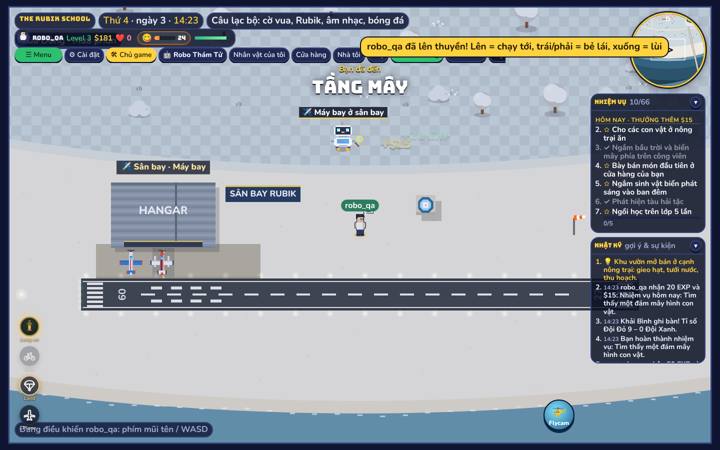 THE RUBIN SCHOOL
Thứ 4 · ngày 3 · 14:23
Câu lạc bộ: cờ vua, Rubik, âm nhạc, bóng đá
ROBO_QA Level 3 $181 ❤ 0
24
☰ Menu
⚙ Cài đặt
🛠 Chủ game
🤖 Robo Thám Tử
Nhân vật của tôi
Cửa hàng
Nhà tôi
robo_qa đã lên thuyền! Lên = chạy tới, trái/phải = bẻ lái, xuống = lùi
Bạn đã đến
TẦNG MÂY
Máy bay ở sân bay
Sân bay · Máy bay
SÂN BAY RUBIK
HANGAR
robo_qa
09
NHIỆM VỤ 10/66
HÔM NAY · THƯỞNG THÊM $15
2. ☆ Cho các con vật ở nông
trại ăn
3. ✓ Ngắm bầu trời và biển
mây phía trên công viên
4. ☆ Bày bán món đầu tiên ở
cửa hàng của bạn
5. ☆ Ngắm sinh vật biển phát
sáng vào ban đêm
6. ✓ Phát hiện tàu hải tặc
7. ☆ Ngồi học trên lớp 5 lần
0/5
NHẬT KÝ gợi ý & sự kiện
1. 💡 Khu vườn mở bán ở cạnh
nông trại: gieo hạt, tưới nước,
thu hoạch.
2. 14:23 robo_qa nhận 20 EXP và
$15: Nhiệm vụ hôm nay: Tìm
thấy một đám mây hình con
vật.
3. 14:23 Khải Bình ghi bàn! Tỉ số
Đội Đỏ 9 – 0 Đội Xanh.
4. 14:23 Bạn hoàn thành nhiệm
vụ: Tìm thấy một đám mây
hình con vật.
Flycam
Đang điều khiển robo_qa: phím mũi tên / WASD